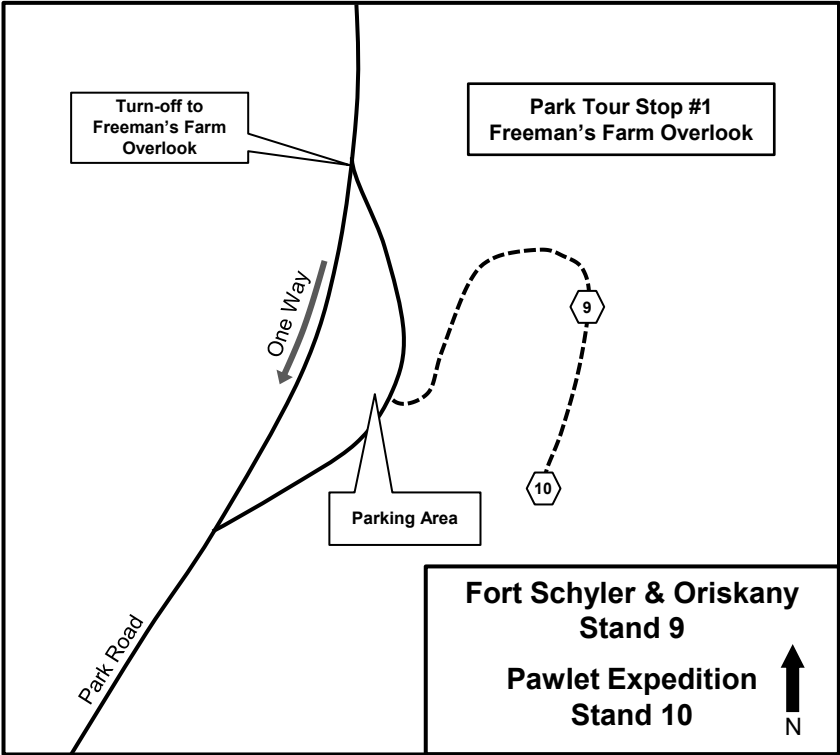 Turn-off to
Freeman's Farm
Overlook
Park Tour Stop #1
Freeman's Farm Overlook
One Way
9
10
Parking Area
Park Road
Fort Schyler & Oriskany
Stand 9
Pawlet Expedition
Stand 10
N